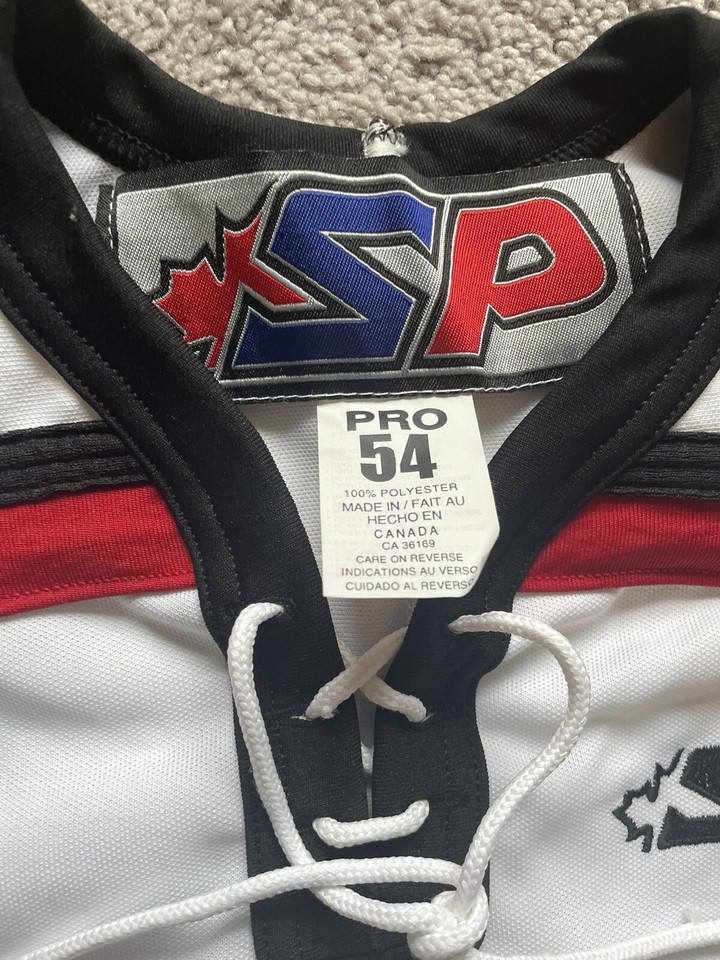 SP
PRO
54
100% POLYESTER
MADE IN / FAIT AU
HECHO EN
CANADA
CA 36169
CARE ON REVERSE
INDICATIONS AU VERSO
CUIDADO AL REVERSO